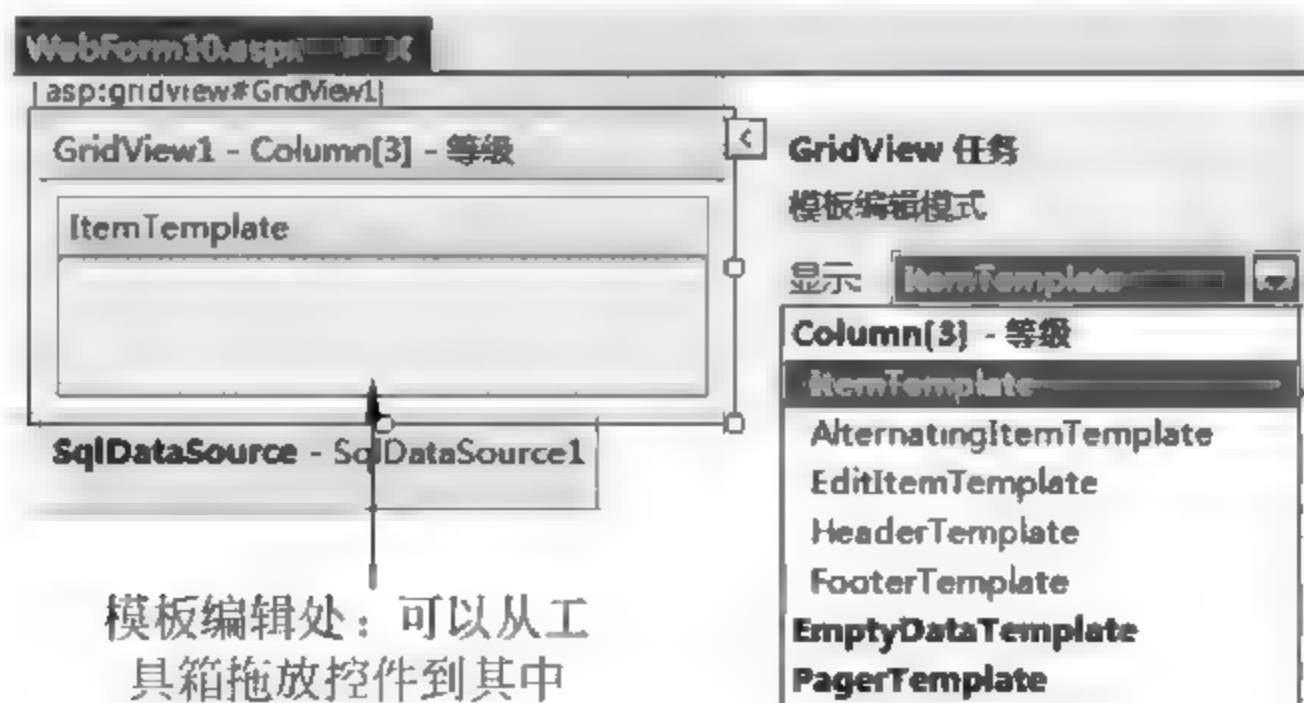 WebForm10.aspx
asp:gridview#GridView1
GridView1 - Column[3] - 等级
ItemTemplate
SqlDataSource - SqlDataSource1
模板编辑处：可以从工
具箱拖放控件到其中
GridView 任务
模板编辑模式
显示: ItemTemplate
Column[3] - 等级
ItemTemplate
AlternatingItemTemplate
EditItemTemplate
HeaderTemplate
FooterTemplate
EmptyDataTemplate
PagerTemplate